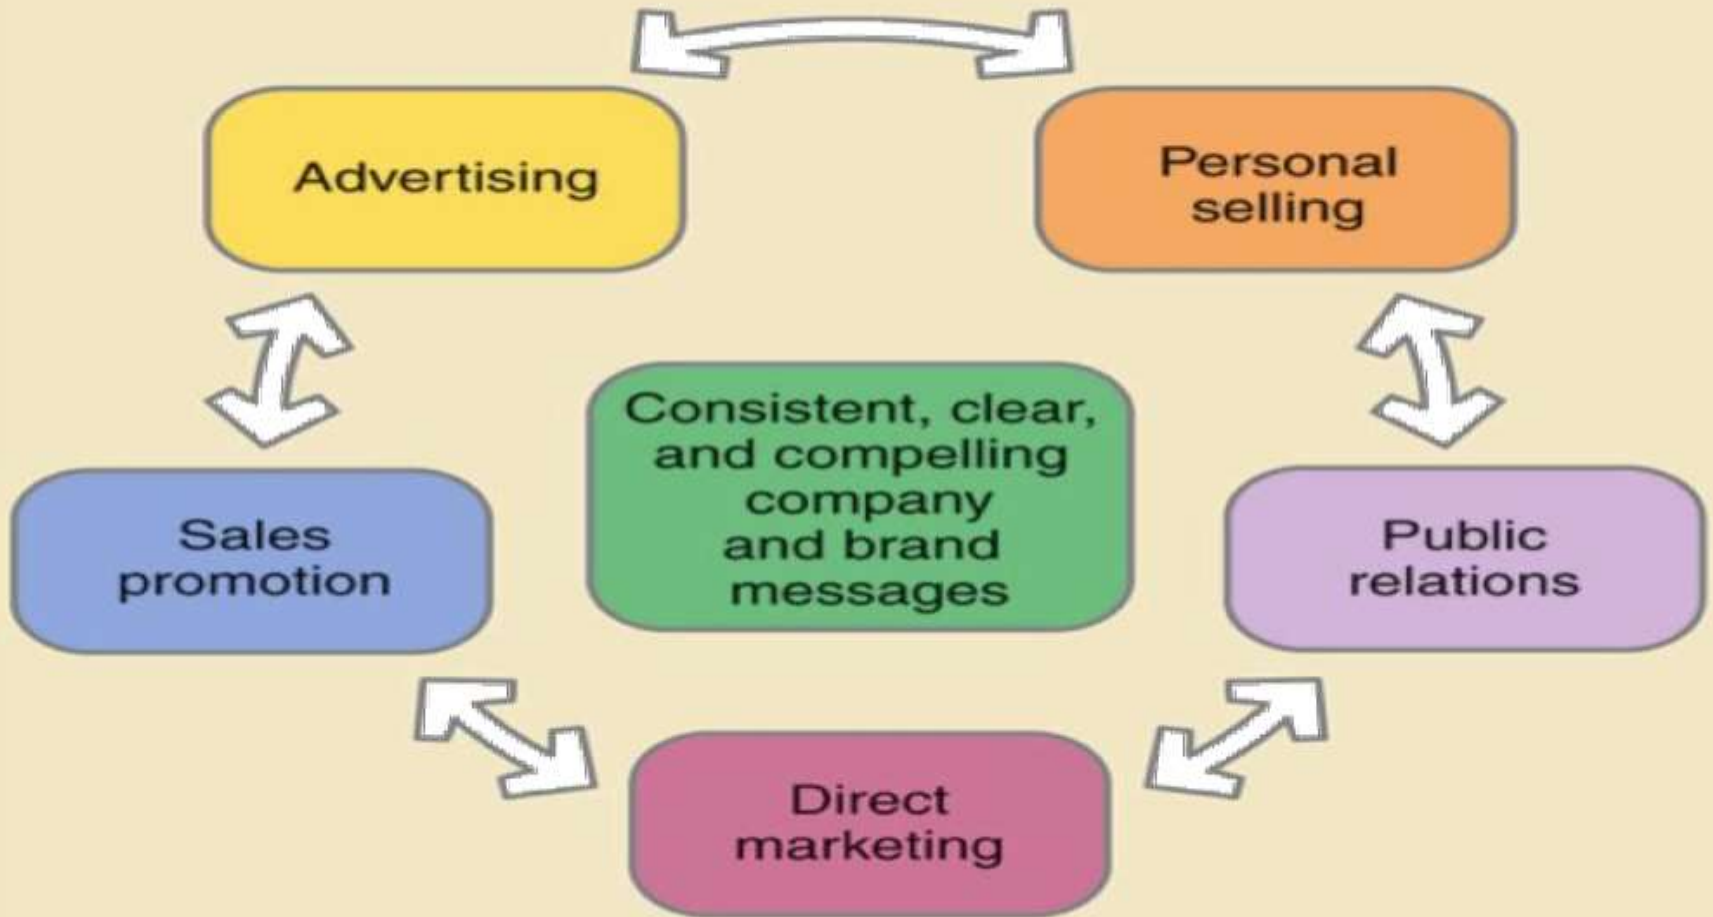 Advertising
Personal
selling
Consistent, clear,
and compelling
company
and brand
messages
Sales
promotion
Public
relations
Direct
marketing